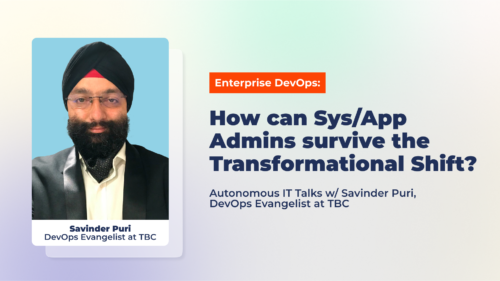 Savinder Puri
DevOps Evangelist at TBC
Enterprise DevOps:
How can Sys/App
Admins survive the
Transformational Shift?
Autonomous IT Talks w/ Savinder Puri,
DevOps Evangelist at TBC